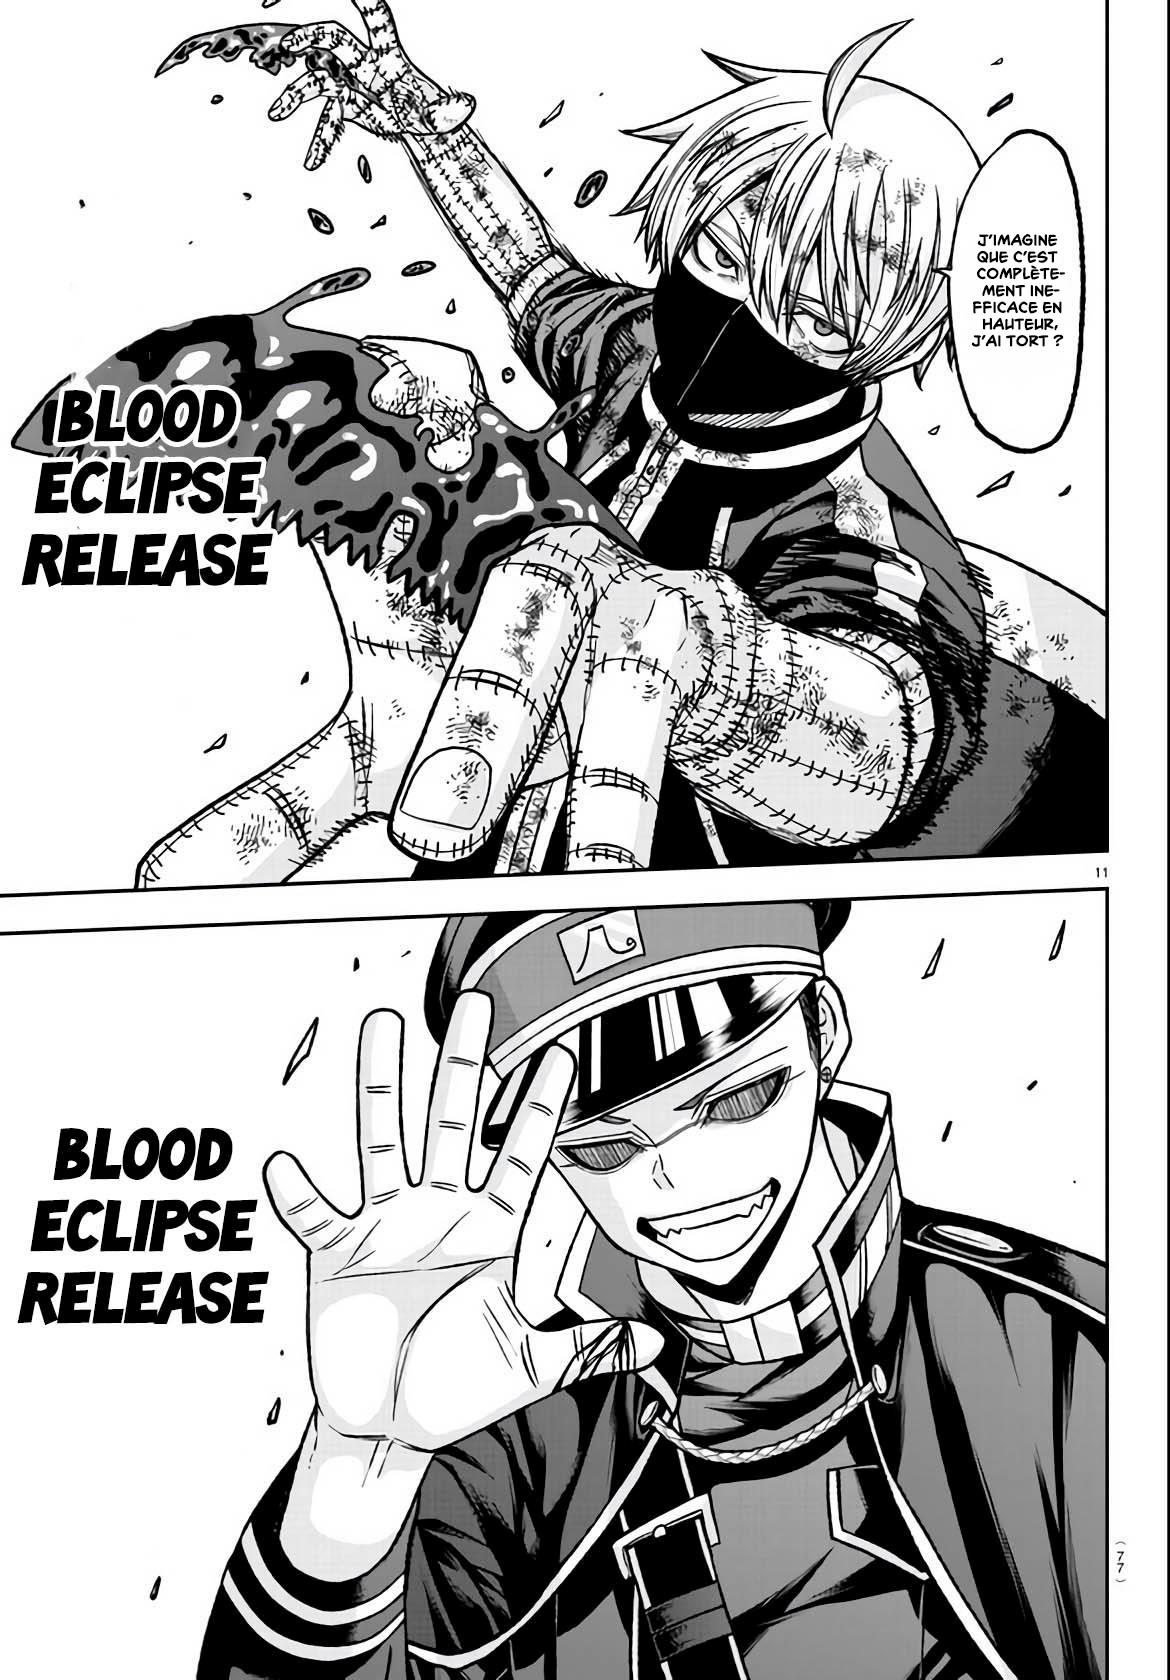 J'IMAGINE
QUE C'EST
COMPLÈTE-
MENT INE-
FFICACE EN
HAUTEUR,
J'AI TORT ?
BLOOD
ECLIPSE
RELEASE
11
八
BLOOD
ECLIPSE
RELEASE
(77)